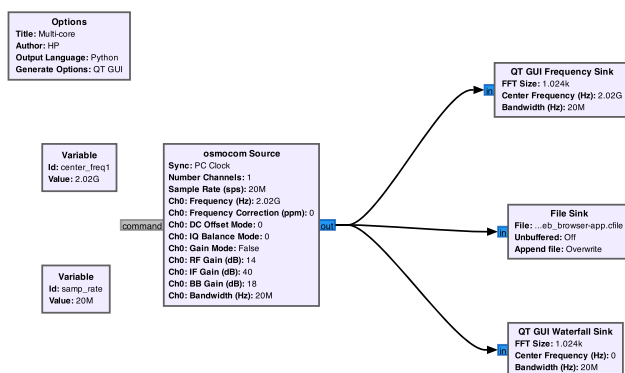 Options
Title: Multi-core
Author: HP
Output Language: Python
Generate Options: QT GUI
Variable
Id: center_freq1
Value: 2.02G
Variable
Id: samp_rate
Value: 20M
osmocom Source
Sync: PC Clock
Number Channels: 1
Sample Rate (sps): 20M
Ch0: Frequency (Hz): 2.02G
Ch0: Frequency Correction (ppm): 0
Ch0: DC Offset Mode: 0
Ch0: IQ Balance Mode: 0
Ch0: Gain Mode: False
Ch0: RF Gain (dB): 14
Ch0: IF Gain (dB): 40
Ch0: BB Gain (dB): 18
Ch0: Bandwidth (Hz): 20M
command
out
in
QT GUI Frequency Sink
FFT Size: 1.024k
Center Frequency (Hz): 2.02G
Bandwidth (Hz): 20M
in
File Sink
File: ...eb_browser-app.cfile
Unbuffered: Off
Append file: Overwrite
in
QT GUI Waterfall Sink
FFT Size: 1.024k
Center Frequency (Hz): 0
Bandwidth (Hz): 20M